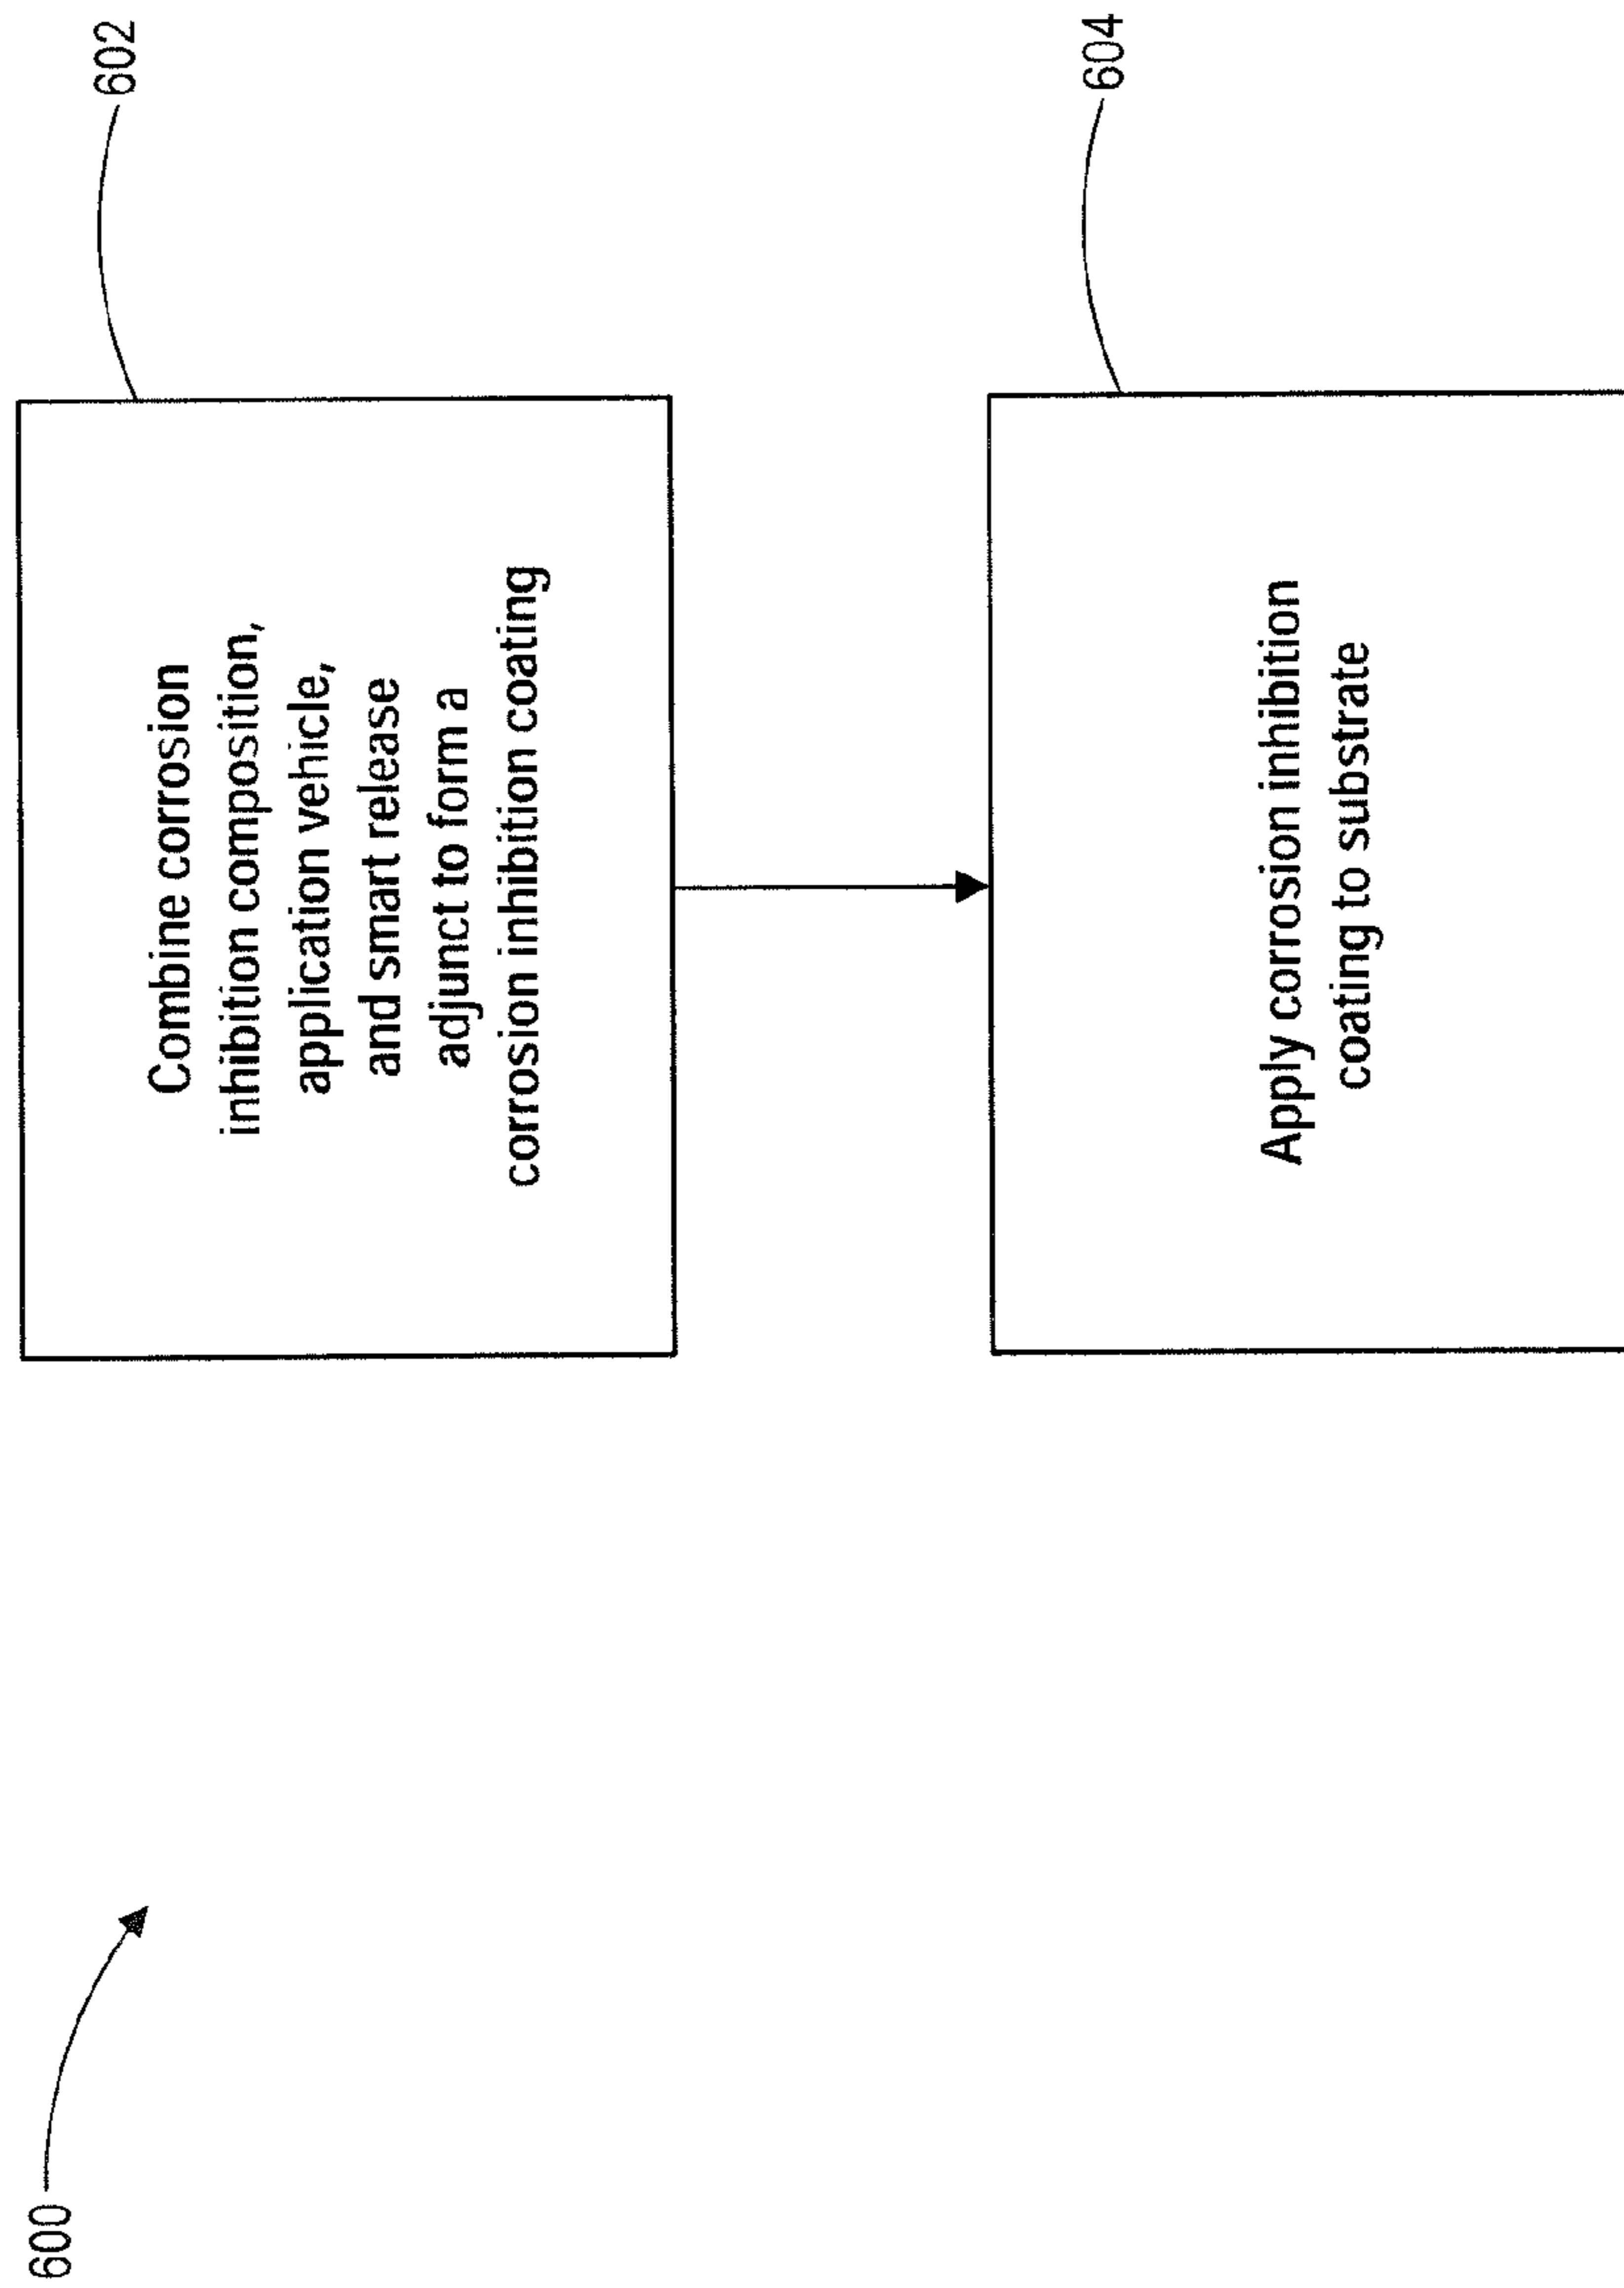 600
602
Combine corrosion
inhibition composition,
application vehicle,
and smart release
adjunct to form a
corrosion inhibition coating
604
Apply corrosion inhibition
coating to substrate